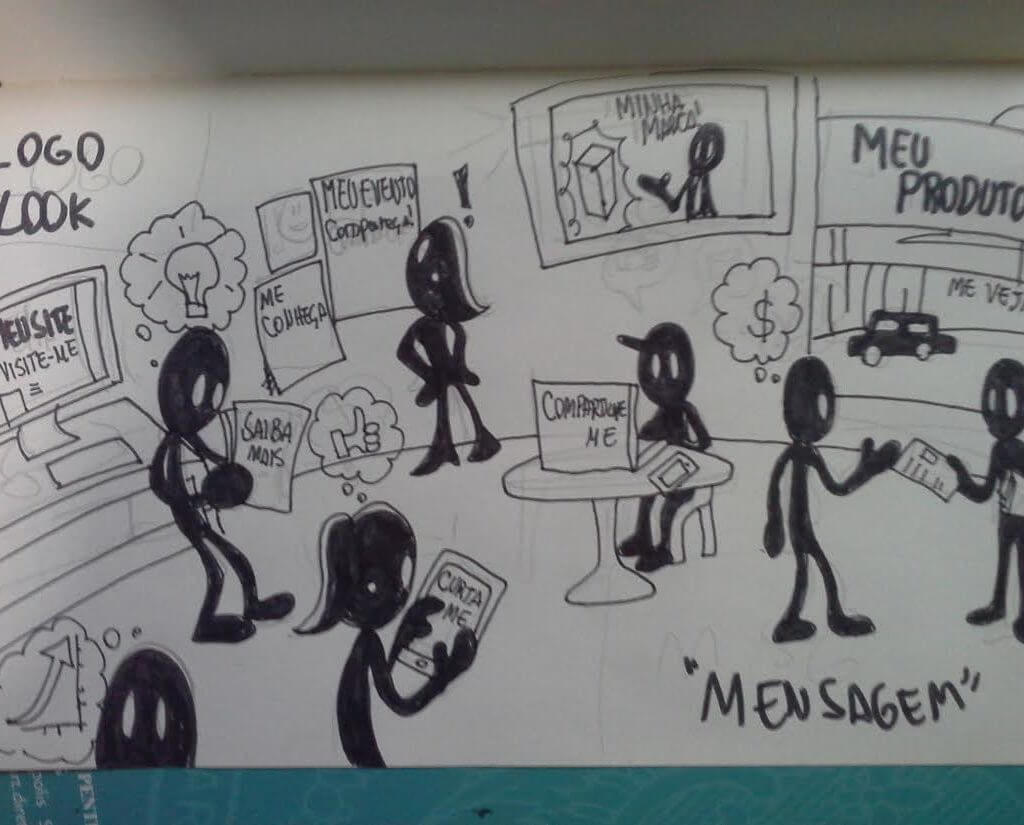 LOGO
LOOK
MEU SITE
VISITE-ME
MEU EVENTO
Compareça!
ME
CONHEÇA
SAIBA
MAIS
CURTA
ME
COMPARTILHE
ME
MINHA
MARCA!
MEU
PRODUTO
ME VEJA
$
"MENSAGEM"